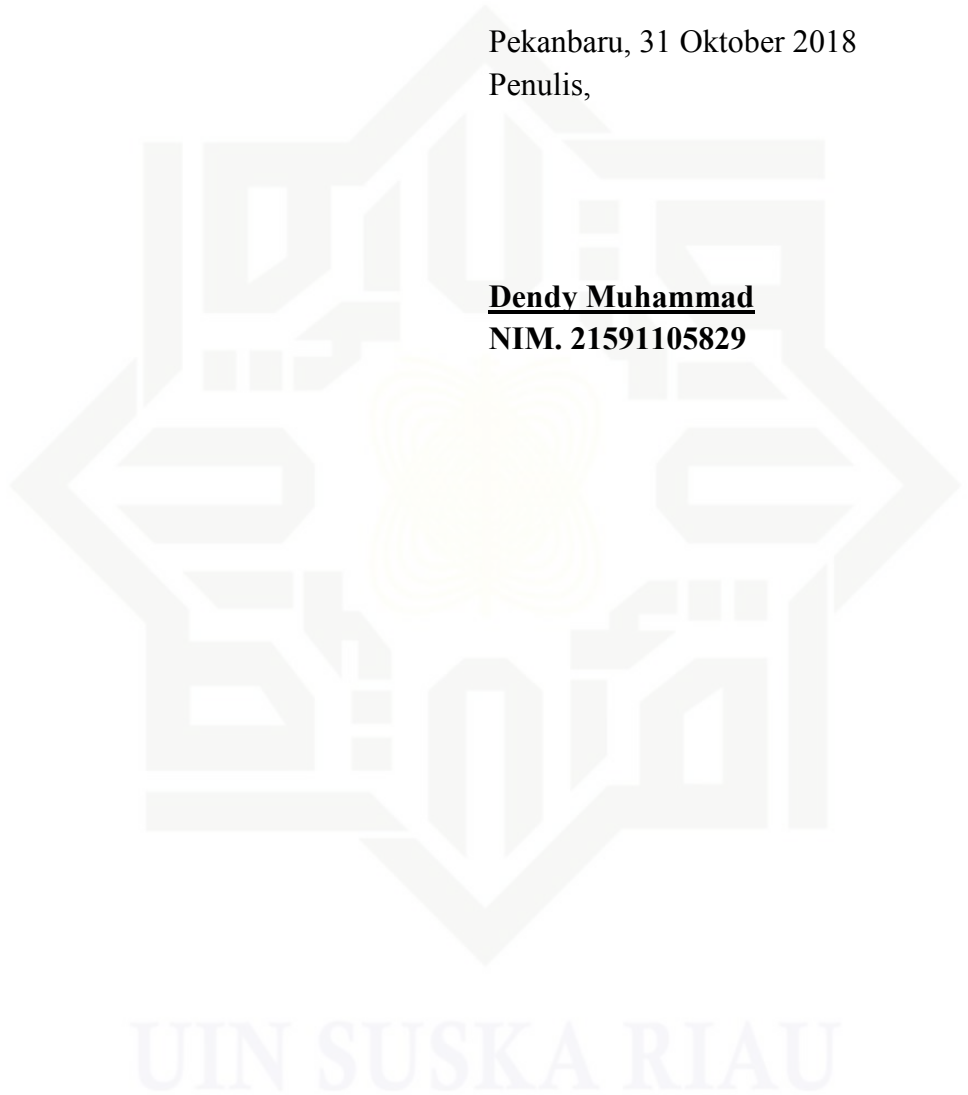 Pekanbaru, 31 Oktober 2018
Penulis,
Dendy Muhammad
NIM. 21591105829
UIN SUSKA RIAU